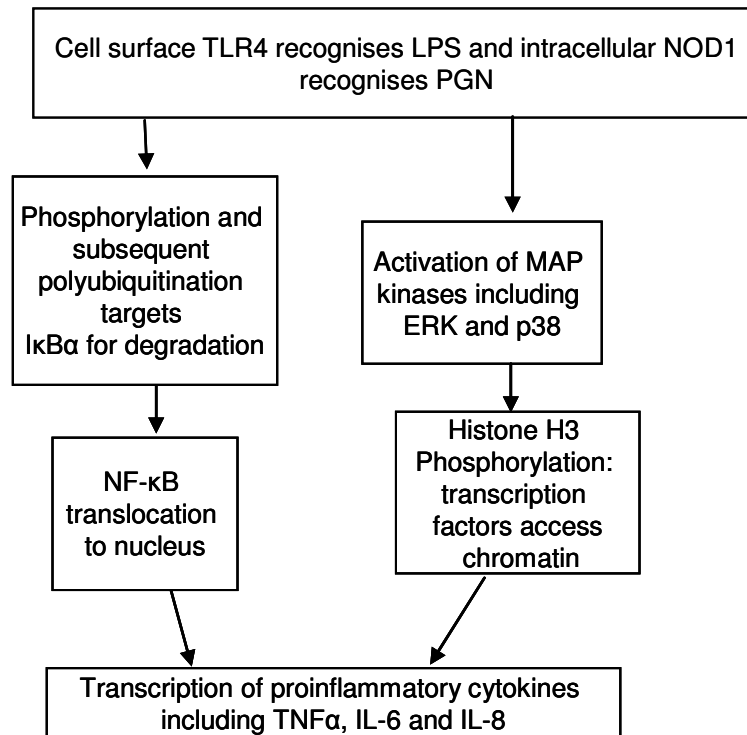 Cell surface TLR4 recognises LPS and intracellular NOD1
recognises PGN
Phosphorylation and
subsequent
polyubiquitination
targets
IκBα for degradation
Activation of MAP
kinases including
ERK and p38
NF-κB
translocation
to nucleus
Histone H3
Phosphorylation:
transcription
factors access
chromatin
Transcription of proinflammatory cytokines
including TNFα, IL-6 and IL-8